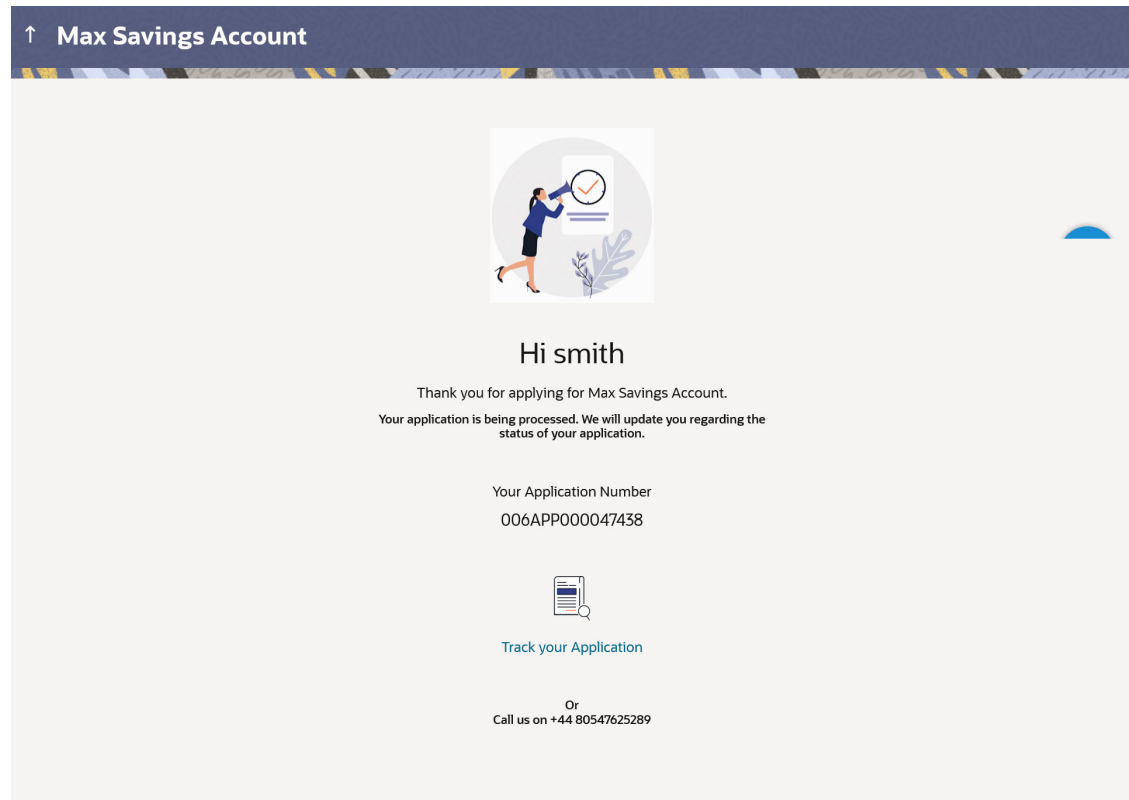 ↑ Max Savings Account
Hi smith
Thank you for applying for Max Savings Account.
Your application is being processed. We will update you regarding the
status of your application.
Your Application Number
006APP000047438
Track your Application
Or
Call us on +44 80547625289